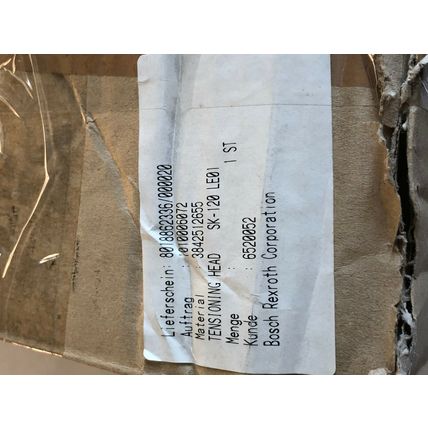 Lieferschein: 8018862336/000020
Auftrag : 1010006072
Material : 3842512655
TENSIONING HEAD SK-120 LE01
Menge : 1 ST
Kunde : 6520052
Bosch Rexroth Corporation